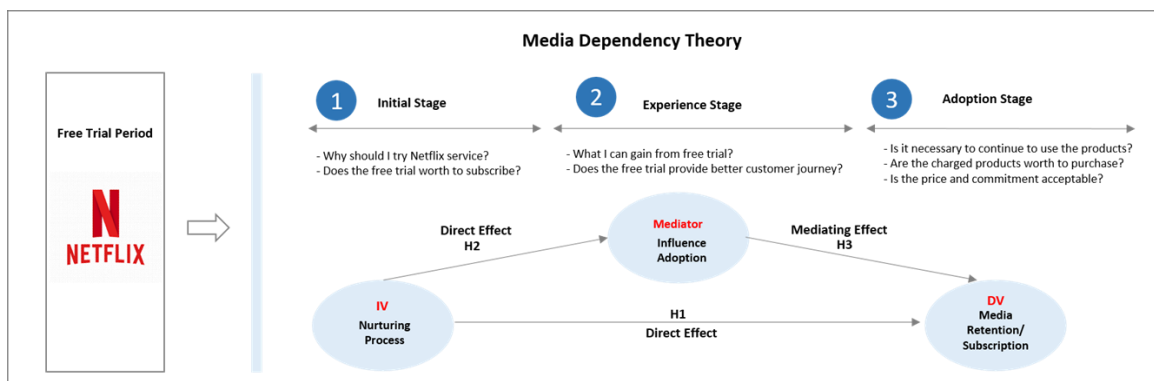 Media Dependency Theory
Free Trial Period
N
NETFLIX
1
Initial Stage
2
Experience Stage
3
Adoption Stage
- Why should I try Netflix service?
- Does the free trial worth to subscribe?
- What I can gain from free trial?
- Does the free trial provide better customer journey?
- Is it necessary to continue to use the products?
- Are the charged products worth to purchase?
- Is the price and commitment acceptable?
Direct Effect
H2
Mediator
Influence
Adoption
Mediating Effect
H3
IV
Nurturing
Process
H1
Direct Effect
DV
Media
Retention/
Subscription